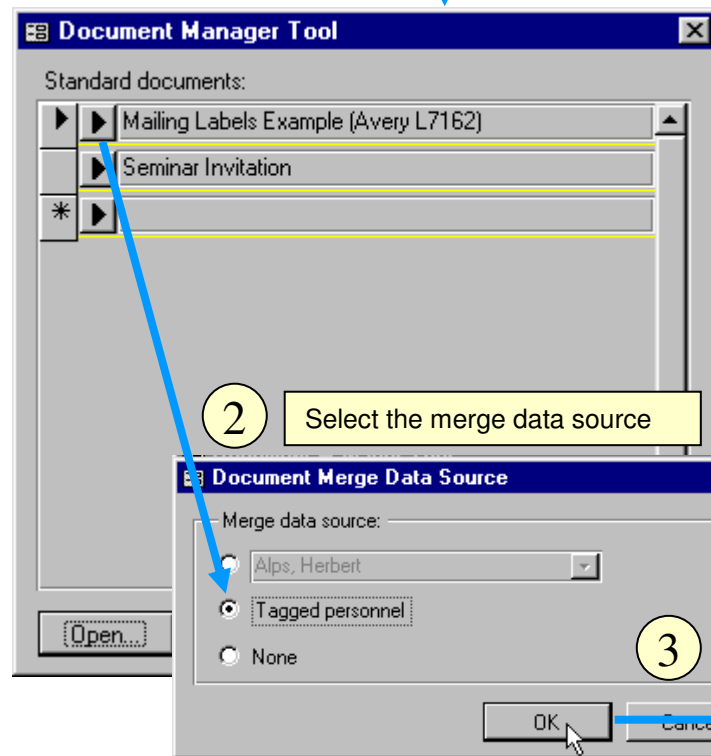 Document Manager Tool
Standard documents:
Mailing Labels Example (Avery L7162)
Seminar Invitation
2
Select the merge data source
Document Merge Data Source
Merge data source:
Alps, Herbert
Tagged personnel
Open...
None
3
OK